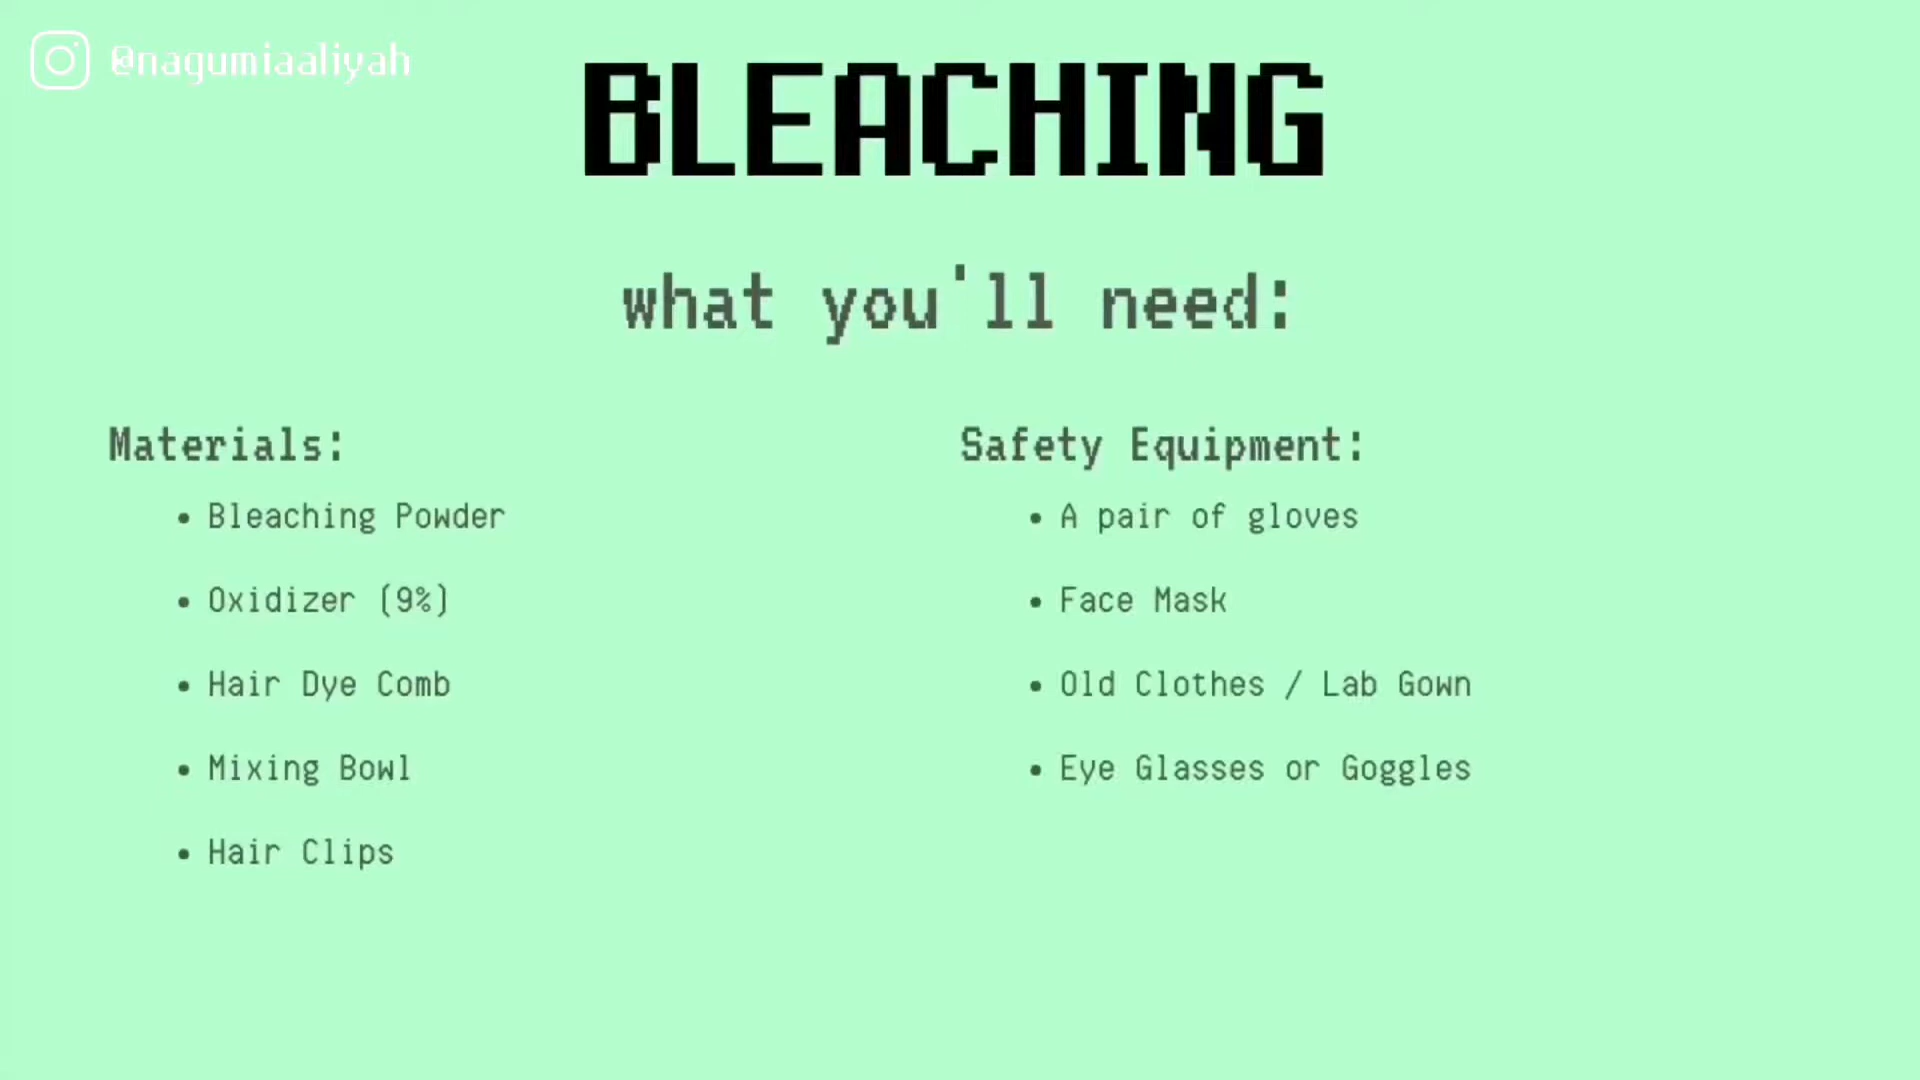 @nagumiaaliyah
BLEACHING
what you'll need:
Materials:
• Bleaching Powder
• Oxidizer (9%)
• Hair Dye Comb
• Mixing Bowl
• Hair Clips
Safety Equipment:
• A pair of gloves
• Face Mask
• Old Clothes / Lab Gown
• Eye Glasses or Goggles